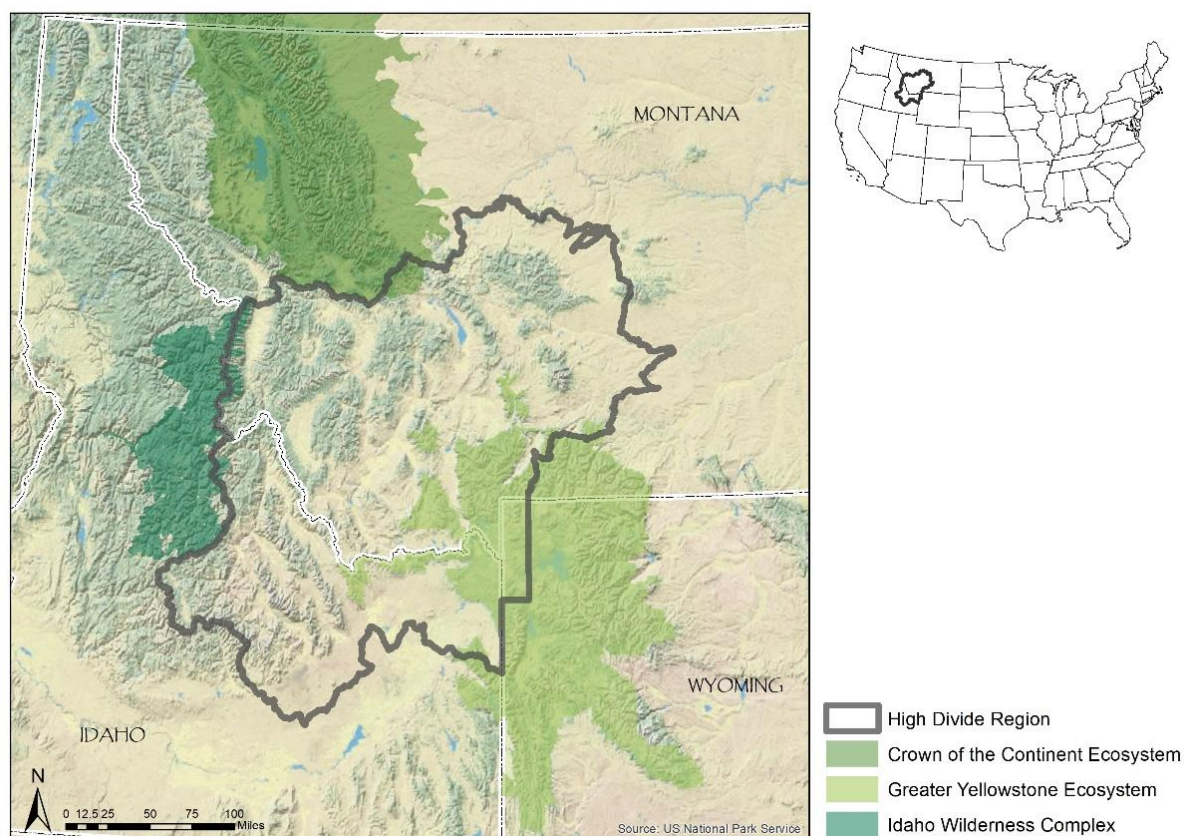 MONTANA
WYOMING
IDAHO
N
0 12.5 25 50 75 100
Miles
Source: US National Park Service
High Divide Region
Crown of the Continent Ecosystem
Greater Yellowstone Ecosystem
Idaho Wilderness Complex